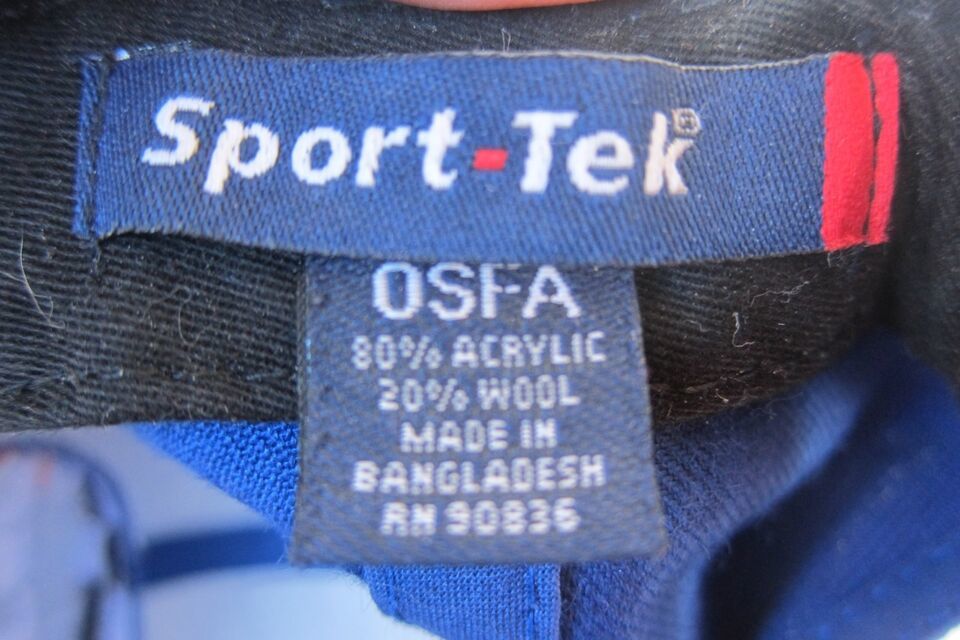 Sport-Tek®
OSFA
80% ACRYLIC
20% WOOL
MADE IN
BANGLADESH
RN 90836